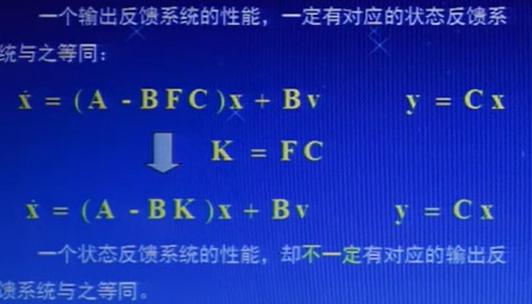 一个输出反馈系统的性能，一定有对应的状态反馈系
统与之等同：
ẋ = (A - BFC)x + Bv   y = Cx
K = FC
ẋ = (A - BK)x + Bv   y = Cx
一个状态反馈系统的性能，却不一定有对应的输出反
馈系统与之等同。